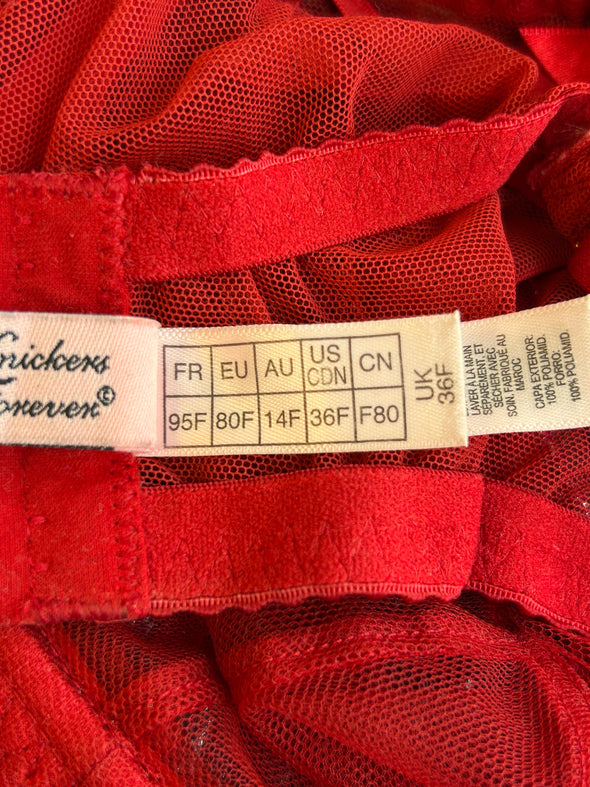 nickers
Forever©
FR EU AU US CDN CN
95F 80F 14F 36F F80
UK
36F
LAVER À LA MAIN
SÉPARÉMENT, ET
SÉCHER AVEC
SOIN. FABRIQUÉ AU
MAROC
CAPA EXTERIOR:
100% POLIAMID.
FORRO:
100% POLIAMID.